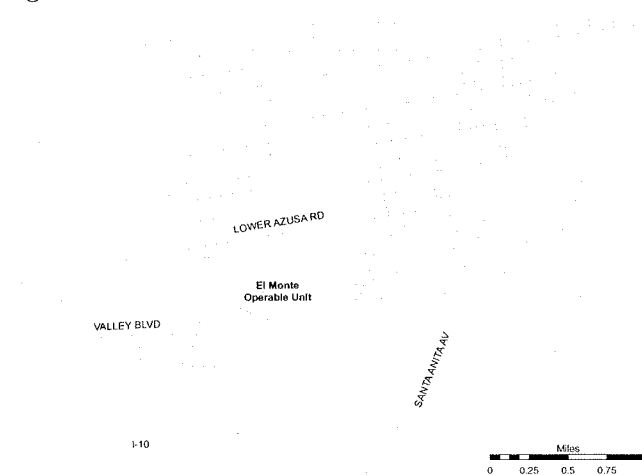 LOWER AZUSA RD
El Monte
Operable Unit
VALLEY BLVD
SANTA ANITA AV
I-10
Miles
0 0.25 0.5 0.75